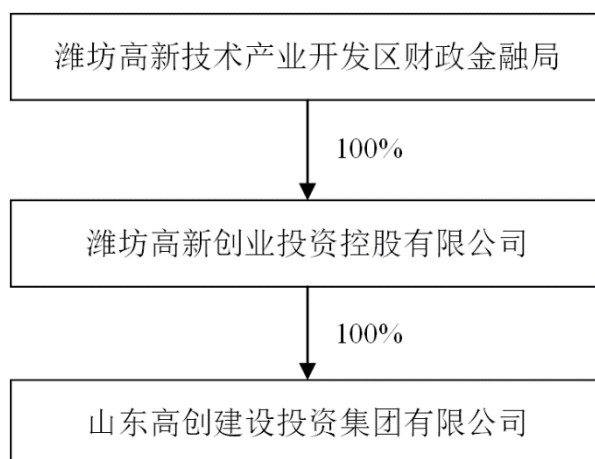 潍坊高新技术产业开发区财政金融局
100%
潍坊高新创业投资控股有限公司
100%
山东高创建设投资集团有限公司